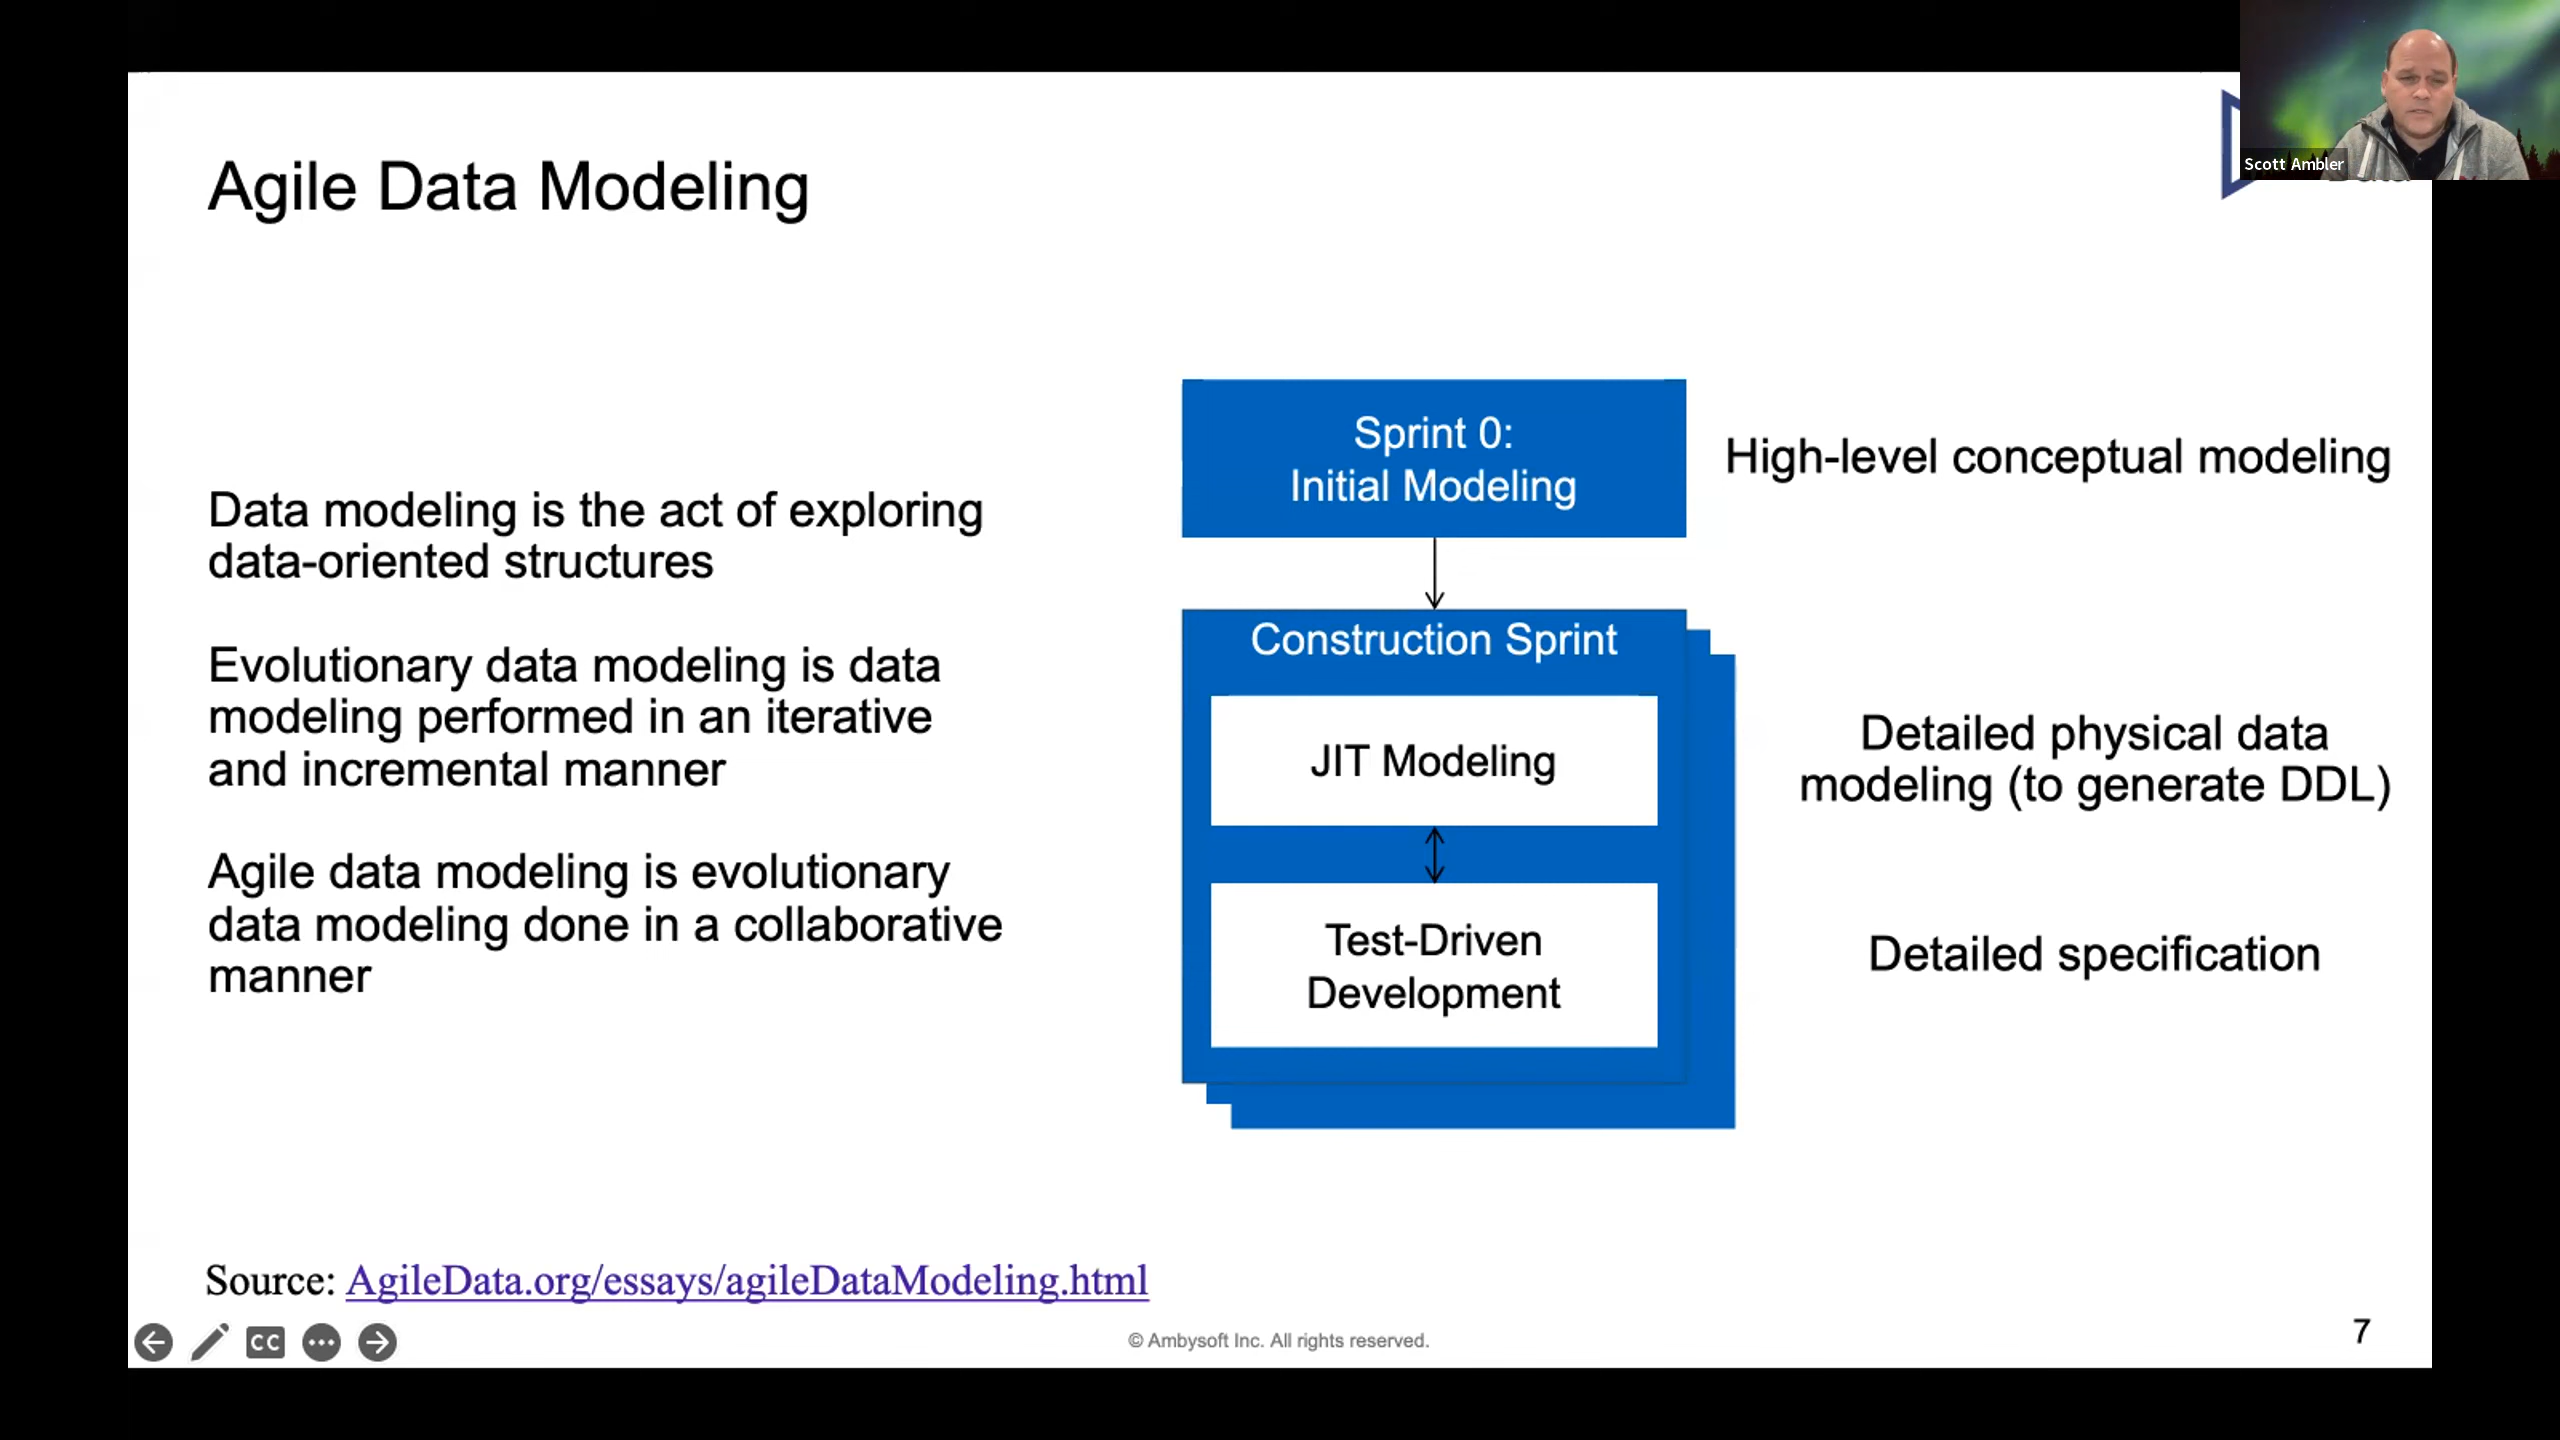 Scott Ambler
Agile Data Modeling
Data modeling is the act of exploring
data-oriented structures
Evolutionary data modeling is data
modeling performed in an iterative
and incremental manner
Agile data modeling is evolutionary
data modeling done in a collaborative
manner
Sprint 0:
Initial Modeling
High-level conceptual modeling
Construction Sprint
JIT Modeling
Detailed physical data
modeling (to generate DDL)
Test-Driven
Development
Detailed specification
Source: AgileData.org/essays/agileDataModeling.html
CC
© Ambysoft Inc. All rights reserved.
7